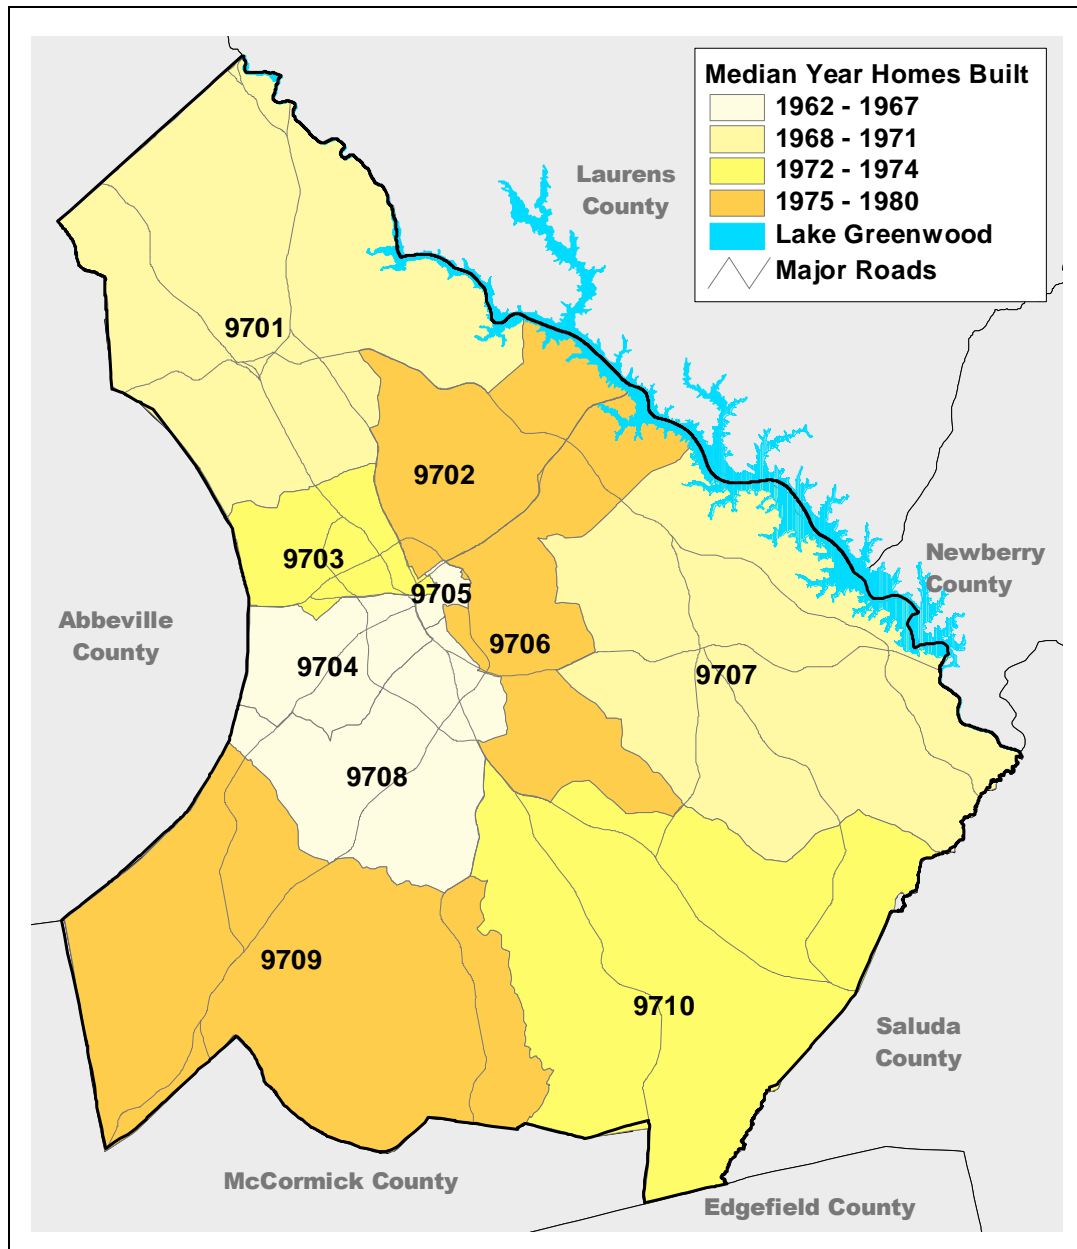 Median Year Homes Built
1962 - 1967
1968 - 1971
1972 - 1974
1975 - 1980
Lake Greenwood
Major Roads
Laurens
County
9701
9702
9703
Newberry
County
9705
Abbeville
County
9706
9704
9707
9708
9709
9710
Saluda
County
McCormick County
Edgefield County